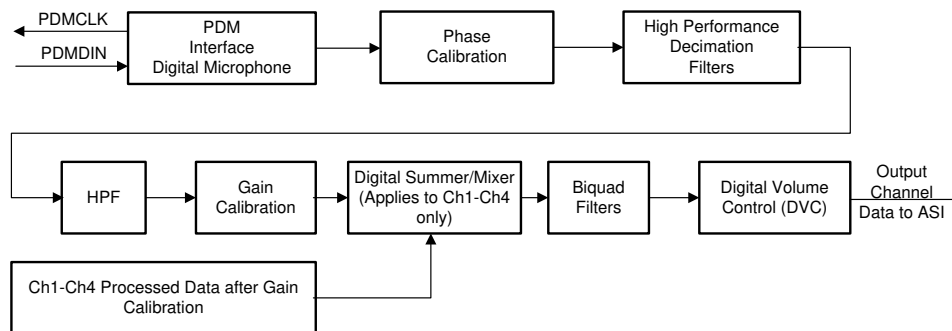 PDMCLK
PDMDIN
PDM
Interface
Digital Microphone
Phase
Calibration
High Performance
Decimation
Filters
HPF
Gain
Calibration
Digital Summer/Mixer
(Applies to Ch1-Ch4
only)
Biquad
Filters
Digital Volume
Control (DVC)
Output
Channel
Data to ASI
Ch1-Ch4 Processed Data after Gain
Calibration